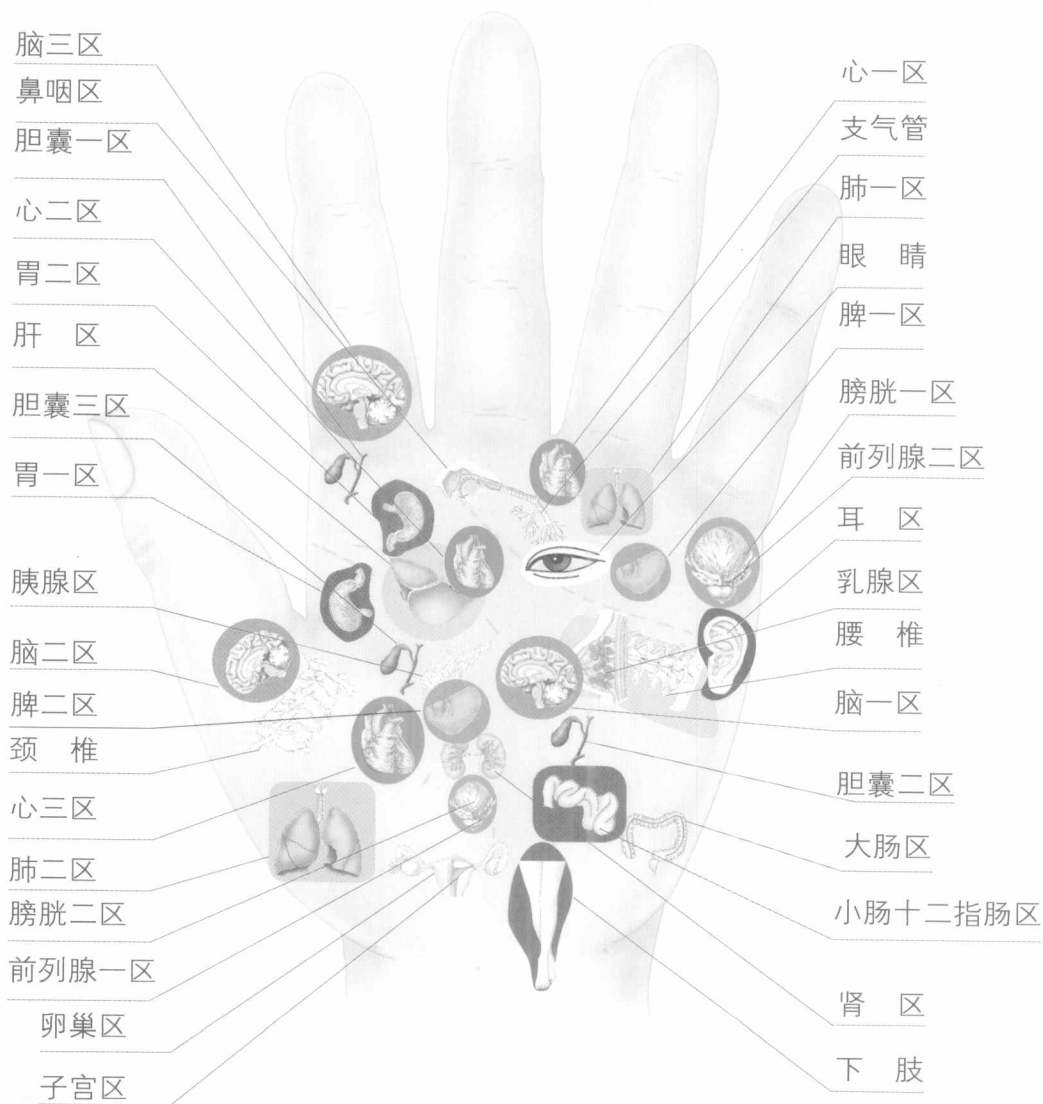 脑三区
鼻咽区
胆囊一区
心二区
胃二区
肝　区
胆囊三区
胃一区
胰腺区
脑二区
脾二区
颈　椎
心三区
肺二区
膀胱二区
前列腺一区
卵巢区
子宫区
心一区
支气管
肺一区
眼　睛
脾一区
膀胱一区
前列腺二区
耳　区
乳腺区
腰　椎
脑一区
胆囊二区
大肠区
小肠十二指肠区
肾　区
下　肢